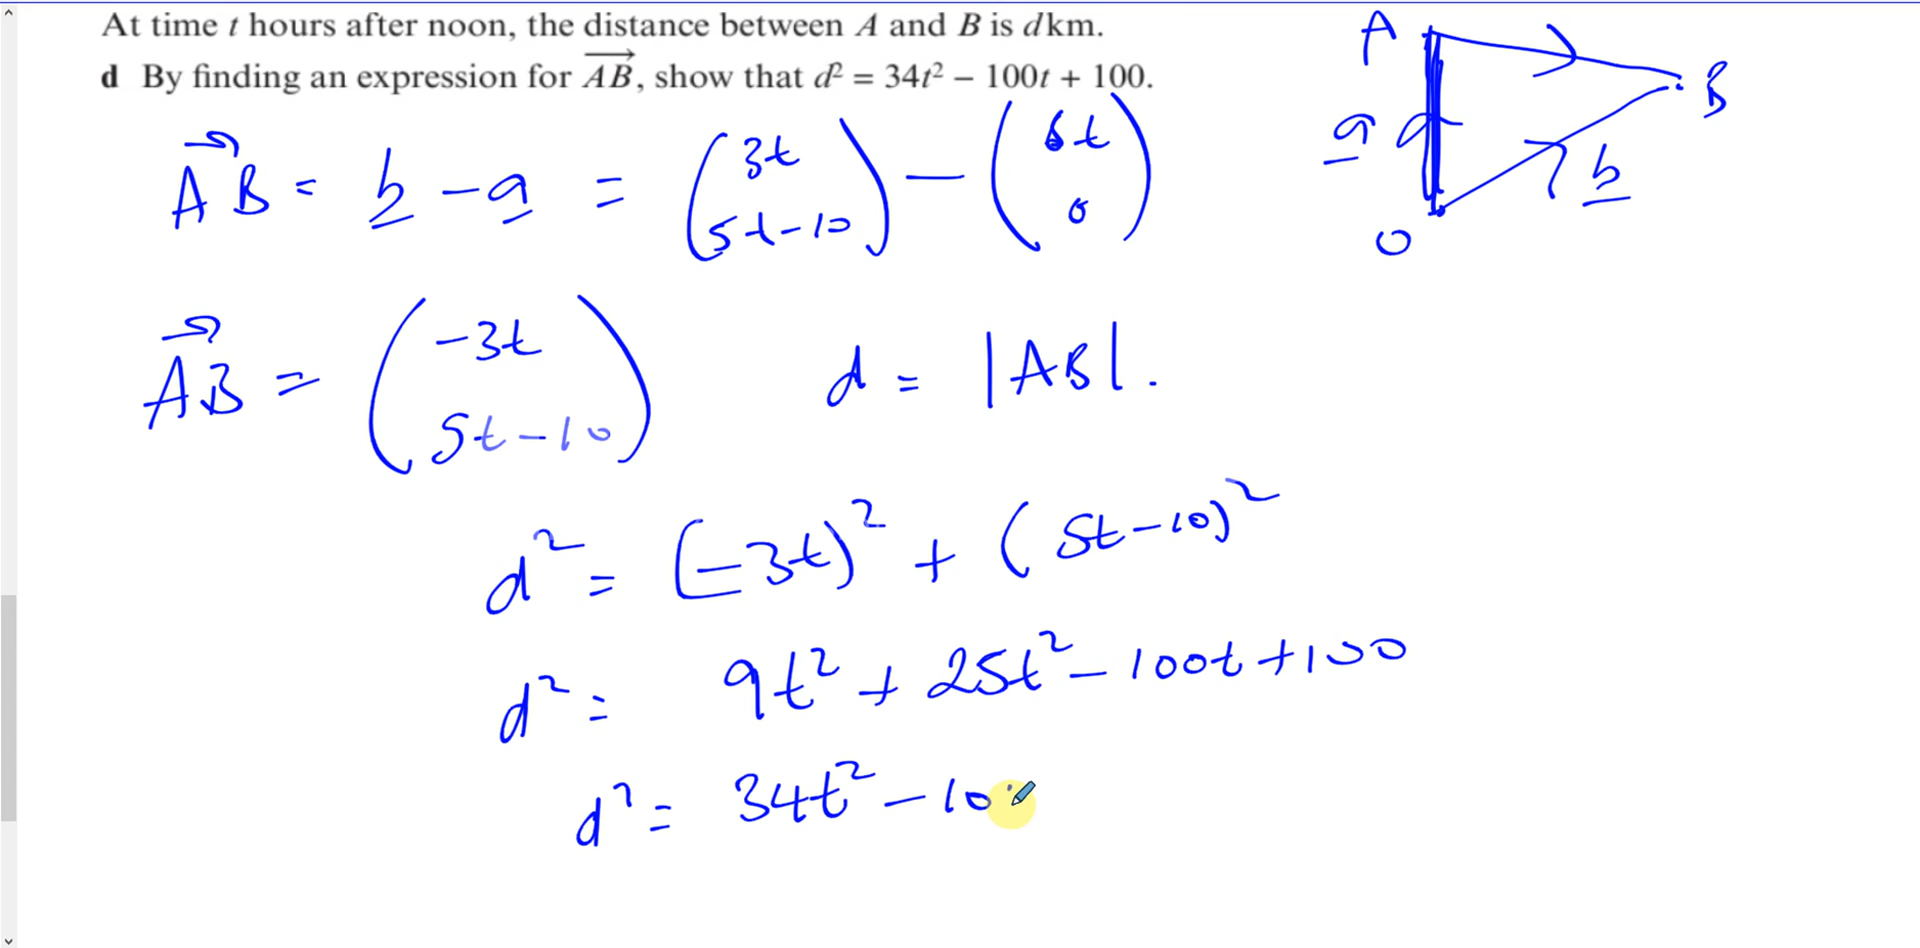 At time t hours after noon, the distance between A and B is dkm.
d By finding an expression for AB, show that d² = 34t² – 100t + 100.
A
B
a
b
O
AB = b - a = (3t 5t-10) - (6t 0)
AB = (-3t 5t-10)
d = |AB|.
d² = (-3t)² + (5t-10)²
d² = 9t² + 25t² - 100t + 100
d² = 34t² - 10